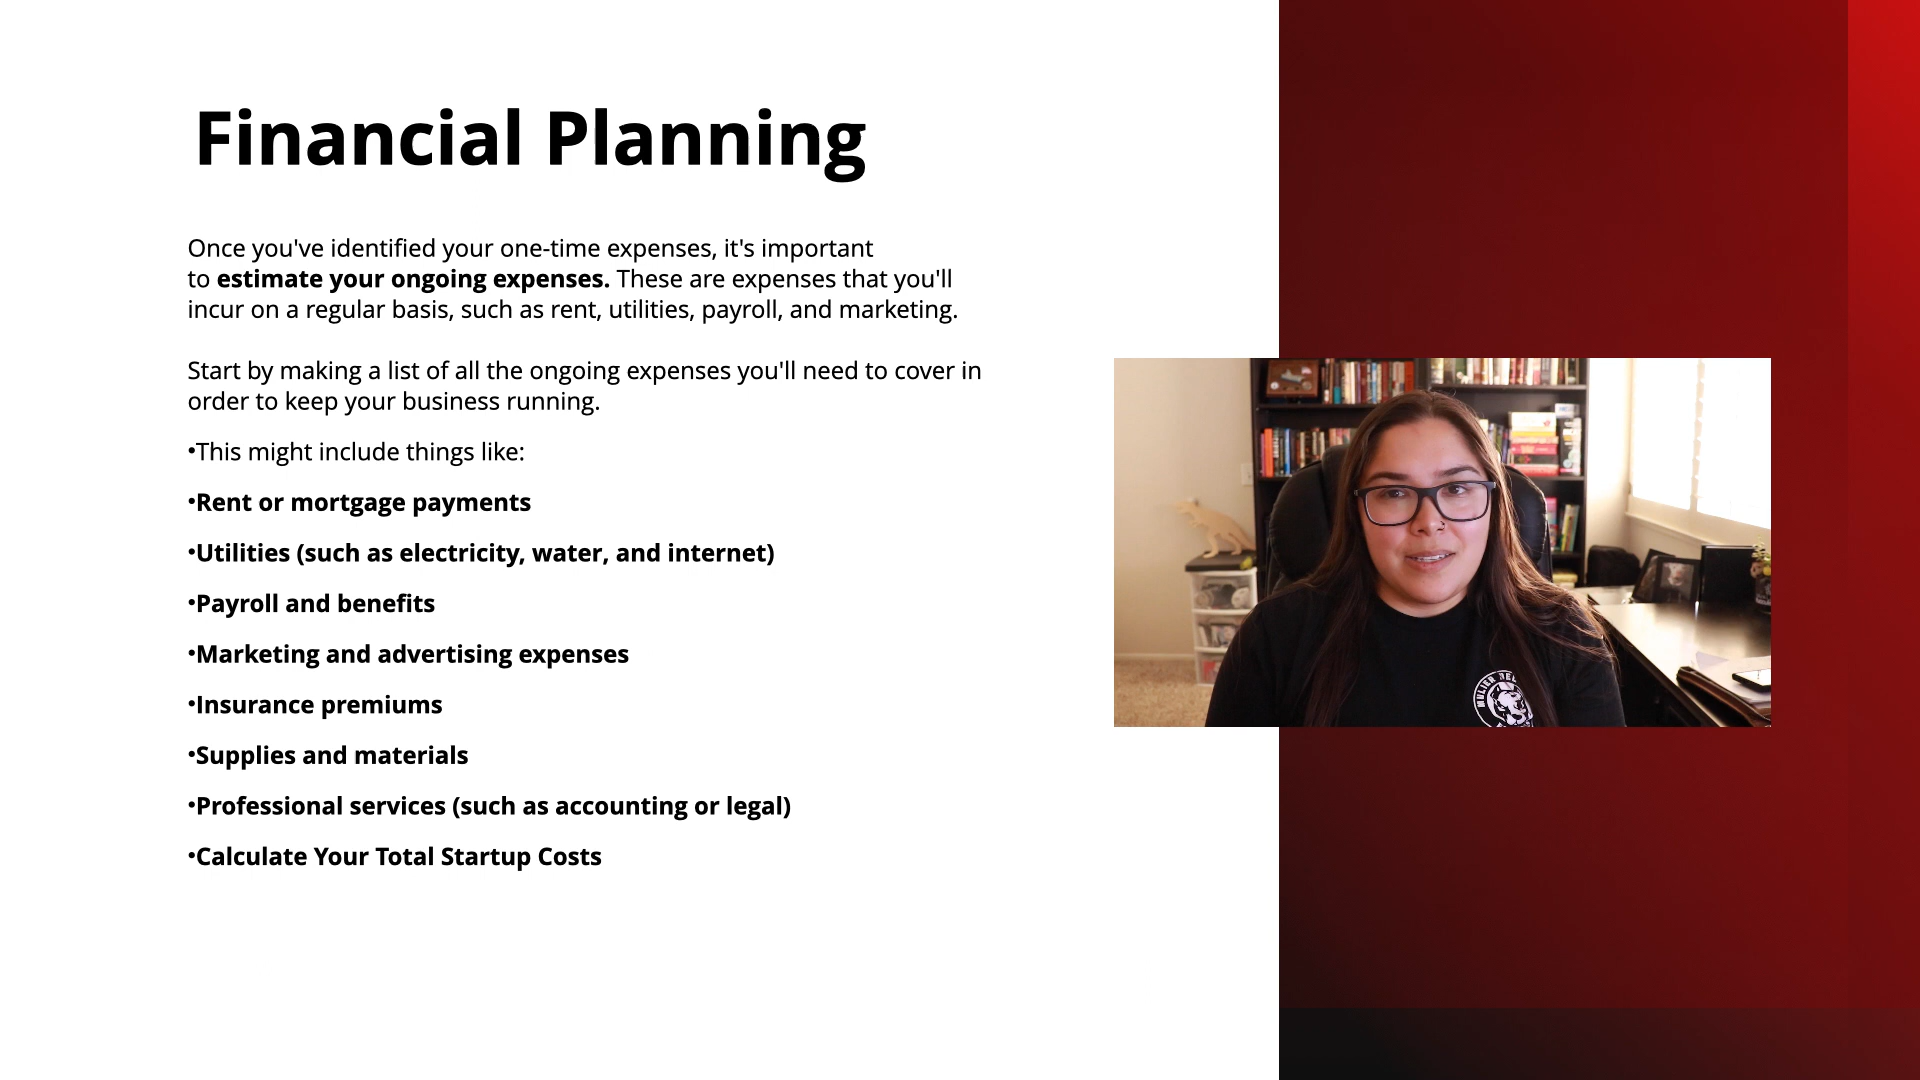 Financial Planning
Once you've identified your one-time expenses, it's important
to estimate your ongoing expenses. These are expenses that you'll
incur on a regular basis, such as rent, utilities, payroll, and marketing.
Start by making a list of all the ongoing expenses you'll need to cover in
order to keep your business running.
•This might include things like:
•Rent or mortgage payments
•Utilities (such as electricity, water, and internet)
•Payroll and benefits
•Marketing and advertising expenses
•Insurance premiums
•Supplies and materials
•Professional services (such as accounting or legal)
•Calculate Your Total Startup Costs